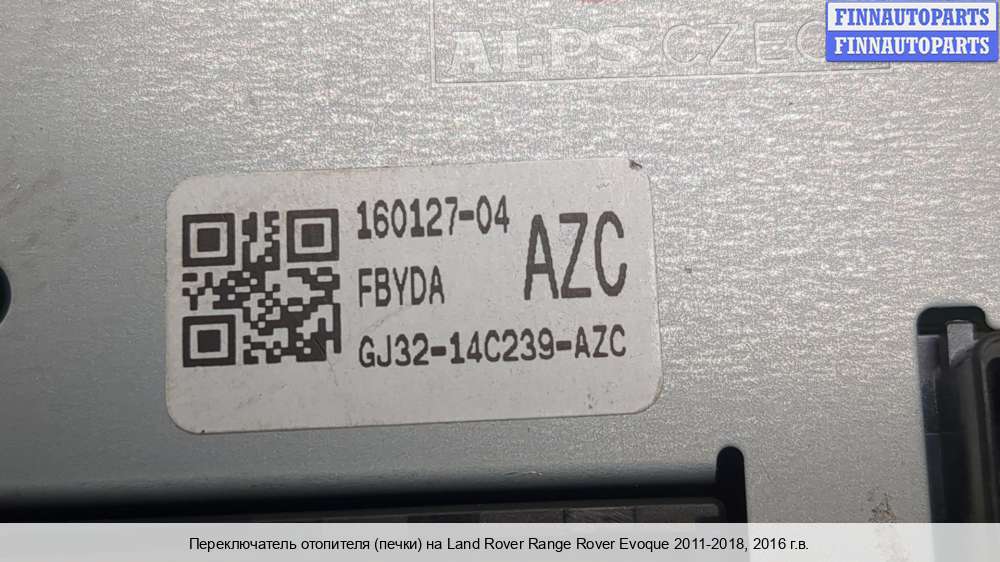 FINNAUTOPARTS
FINNAUTOPARTS
ALPS
160127-04
AZC
FBYDA
GJ32-14C239-AZC
Переключатель отопителя (печки) на Land Rover Range Rover Evoque 2011-2018, 2016 г.в.